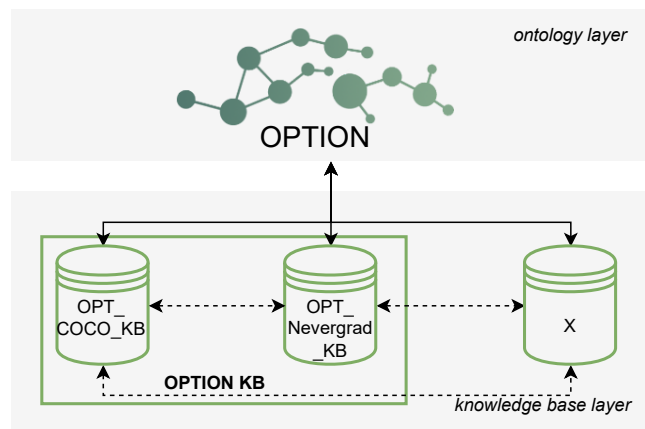 ontology layer
OPTION
OPT_
COCO_KB
OPT_
Nevergrad
_KB
X
OPTION KB
knowledge base layer